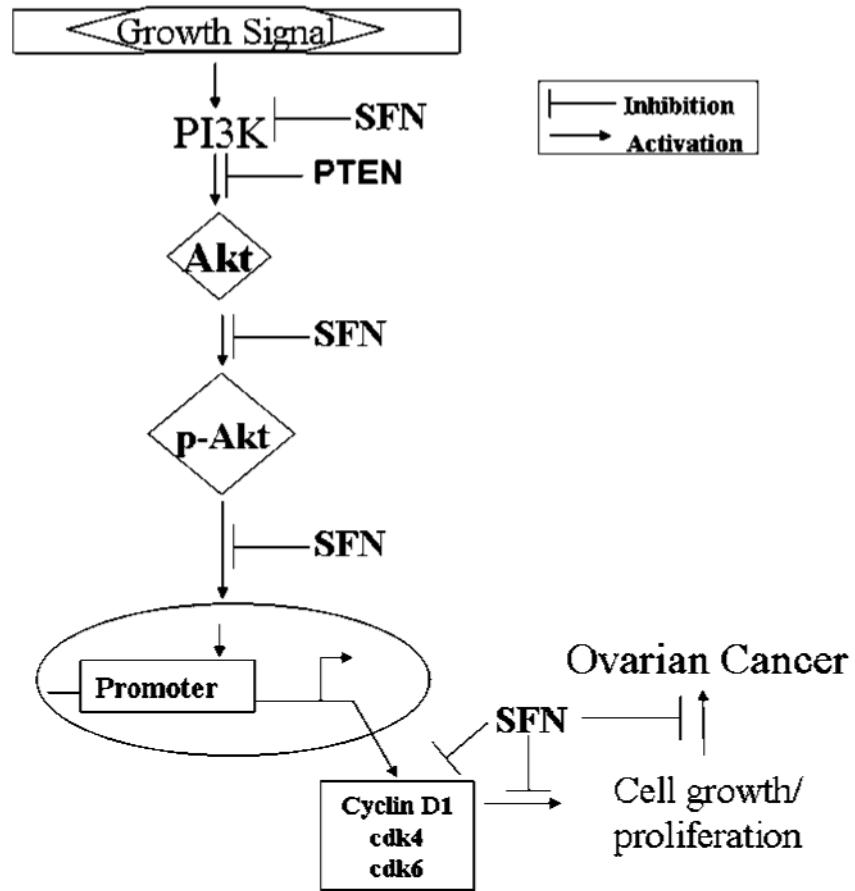 Growth Signal
PI3K
SFN
Inhibition
Activation
PTEN
Akt
SFN
p-Akt
SFN
Promoter
Ovarian Cancer
SFN
Cyclin D1
cdk4
cdk6
Cell growth/
proliferation